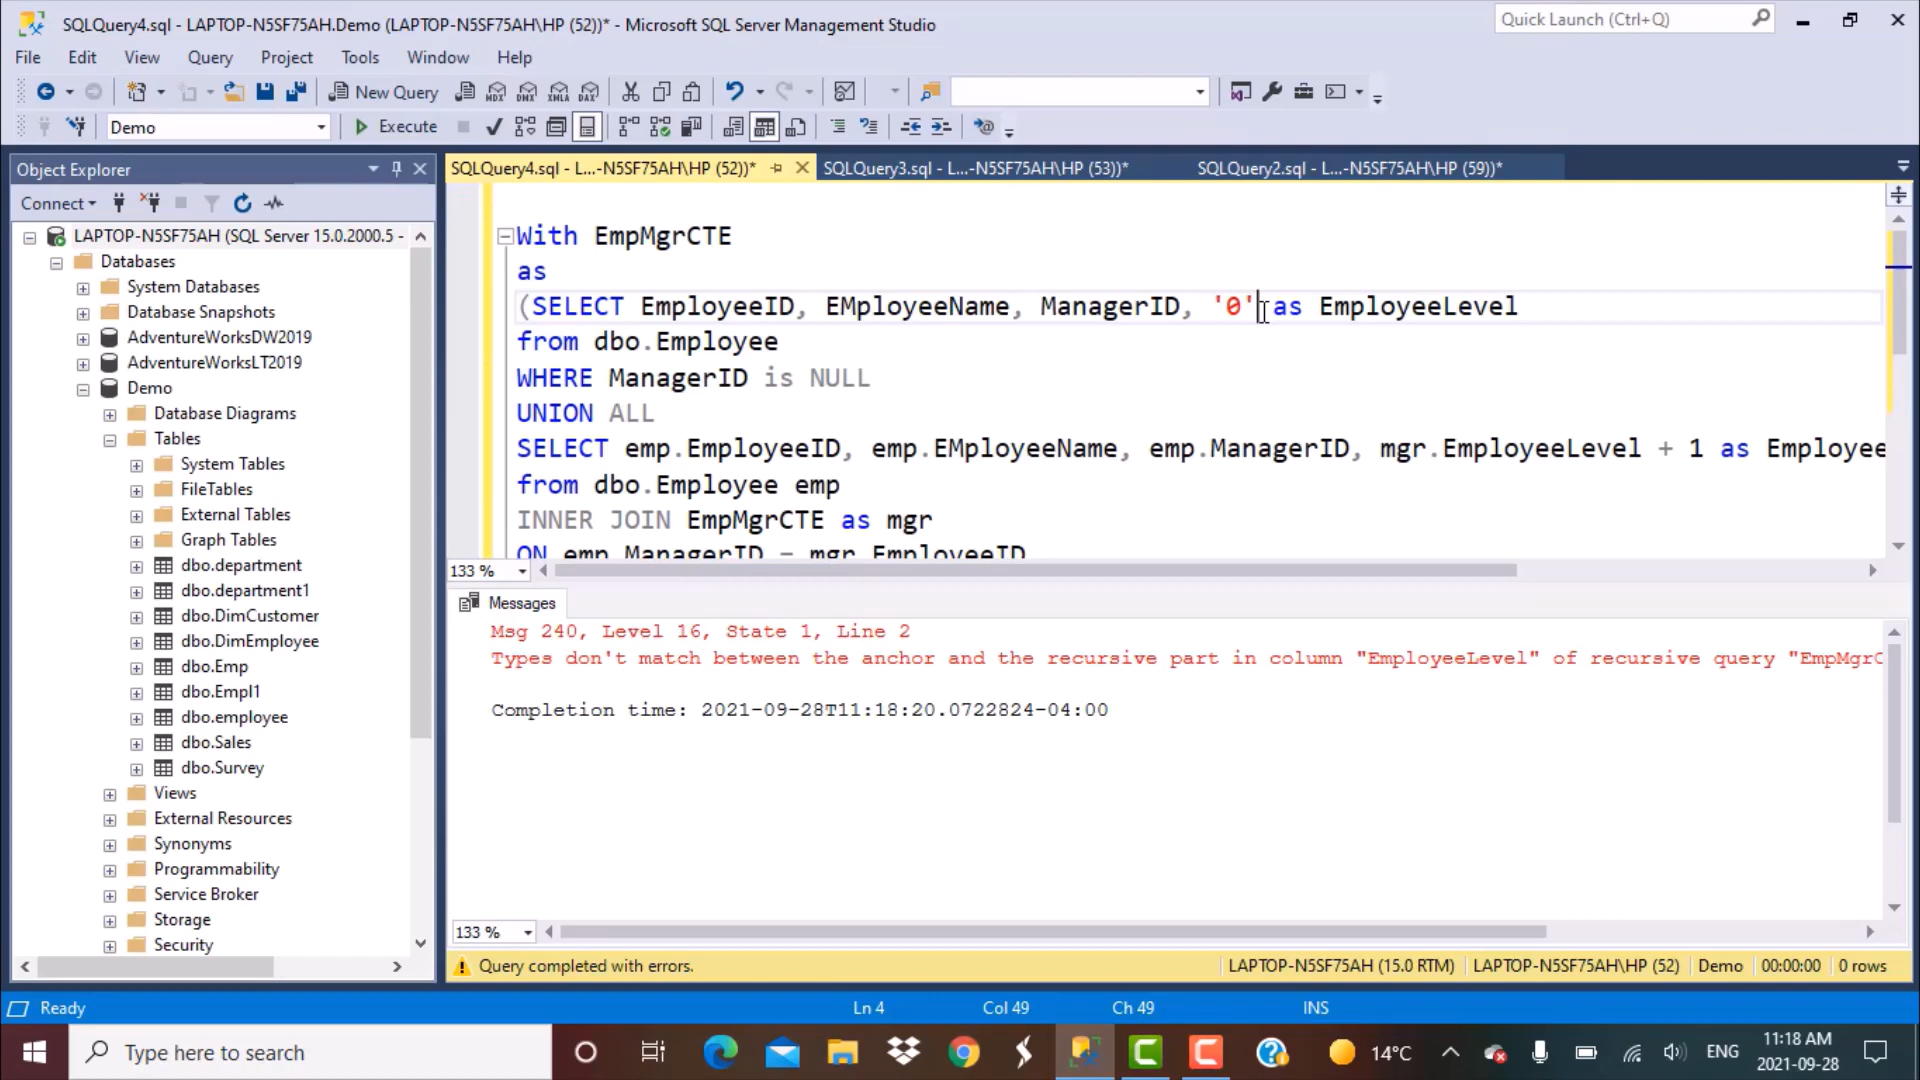 SQLQuery4.sql - LAPTOP-N5SF75AH.Demo (LAPTOP-N5SF75AH\HP (52))* - Microsoft SQL Server Management Studio
Quick Launch (Ctrl+Q)
File Edit View Query Project Tools Window Help
New Query
MDX DMX XMLA DAX
Demo
Execute
Object Explorer
SQLQuery4.sql - L...-N5SF75AH\HP (52))*
SQLQuery3.sql - L...-N5SF75AH\HP (53))*
SQLQuery2.sql - L...-N5SF75AH\HP (59))*
Connect
LAPTOP-N5SF75AH (SQL Server 15.0.2000.5 -
Databases
System Databases
Database Snapshots
AdventureWorksDW2019
AdventureWorksLT2019
Demo
Database Diagrams
Tables
System Tables
FileTables
External Tables
Graph Tables
dbo.department
dbo.department1
dbo.DimCustomer
dbo.DimEmployee
dbo.Emp
dbo.Empl1
dbo.employee
dbo.Sales
dbo.Survey
Views
External Resources
Synonyms
Programmability
Service Broker
Storage
Security
With EmpMgrCTE
as
(SELECT EmployeeID, EMployeeName, ManagerID, '0' as EmployeeLevel
from dbo.Employee
WHERE ManagerID is NULL
UNION ALL
SELECT emp.EmployeeID, emp.EMployeeName, emp.ManagerID, mgr.EmployeeLevel + 1 as Employee
from dbo.Employee emp
INNER JOIN EmpMgrCTE as mgr
ON emp.ManagerID = mgr.EmployeeID
133 %
Messages
Msg 240, Level 16, State 1, Line 2
Types don't match between the anchor and the recursive part in column "EmployeeLevel" of recursive query "EmpMgrC
Completion time: 2021-09-28T11:18:20.0722824-04:00
133 %
Query completed with errors.
LAPTOP-N5SF75AH (15.0 RTM) LAPTOP-N5SF75AH\HP (52) Demo 00:00:00 0 rows
Ready
Ln 4
Col 49
Ch 49
INS
Type here to search
14°C
ENG
11:18 AM
2021-09-28